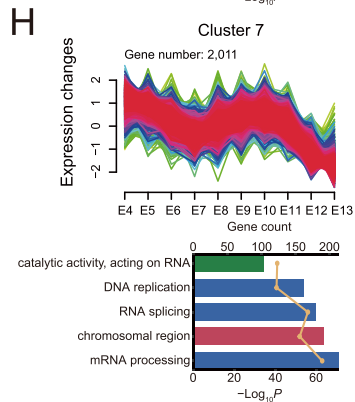 −Log10.
H
Cluster 7
Gene number: 2,011
Expression changes
2
1
0
−1
−2
E4 E5 E6 E7 E8 E9 E10 E11 E12 E13
Gene count
0 50 100 150 200
catalytic activity, acting on RNA
DNA replication
RNA splicing
chromosomal region
mRNA processing
0 20 40 60
−Log10P